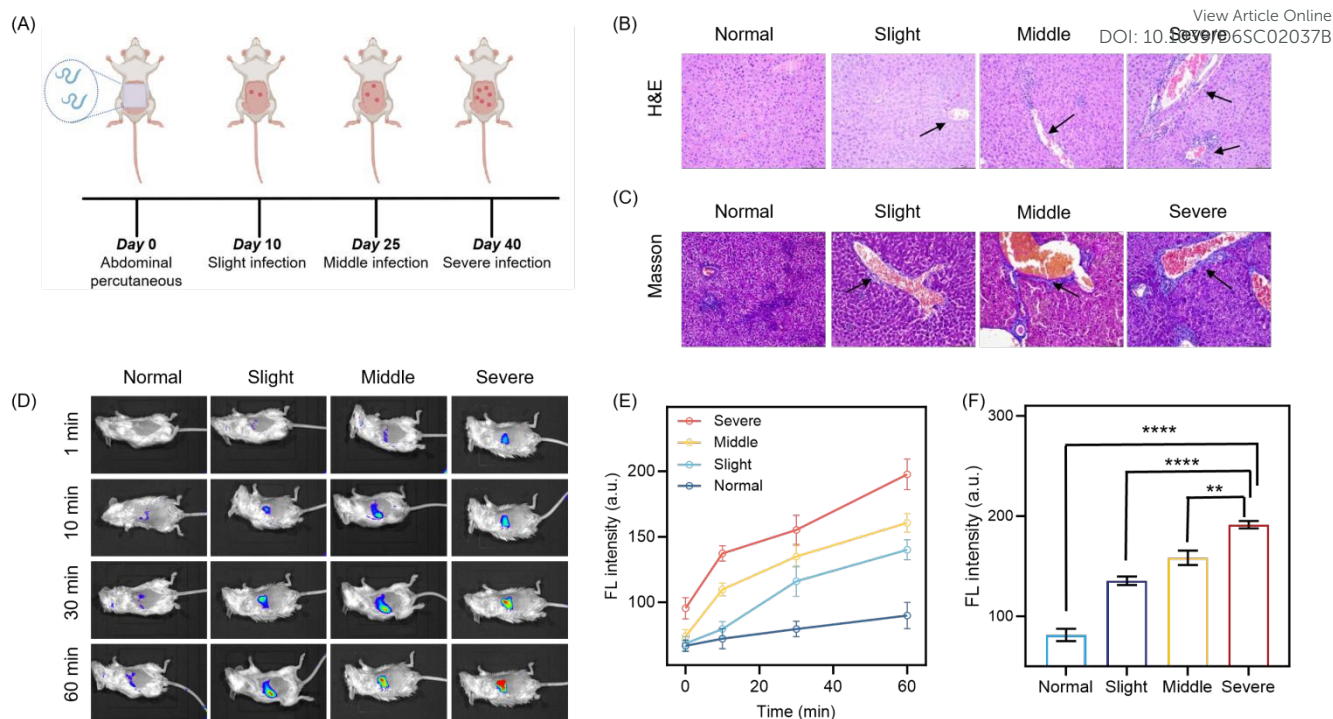 View Article Online
DOI: 10.1039/D6SC02037B
(A)
Day 0
Abdominal
percutaneous
Day 10
Slight infection
Day 25
Middle infection
Day 40
Severe infection
(B)
Normal
Slight
Middle
Severe
H&E
(C)
Normal
Slight
Middle
Severe
Masson
(D)
Normal
Slight
Middle
Severe
1 min
10 min
30 min
60 min
(E)
Severe
Middle
Slight
Normal
FL intensity (a.u.)
200
150
100
0 20 40 60
Time (min)
(F)
FL intensity (a.u.)
300
200
100
****
****
**
Normal Slight Middle Severe